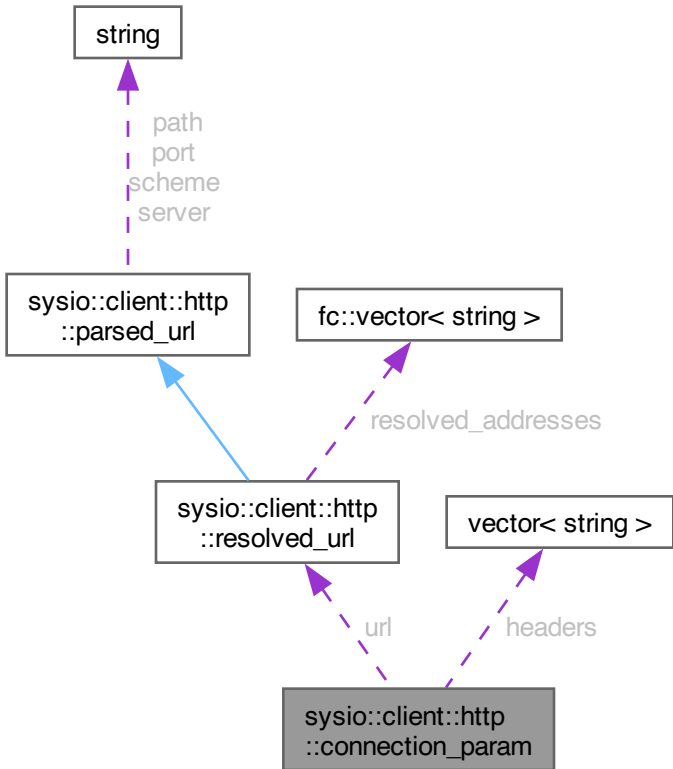 string
path
port
scheme
server
sysio::client::http
::parsed_url
fc::vector< string >
resolved_addresses
sysio::client::http
::resolved_url
vector< string >
url
headers
sysio::client::http
::connection_param